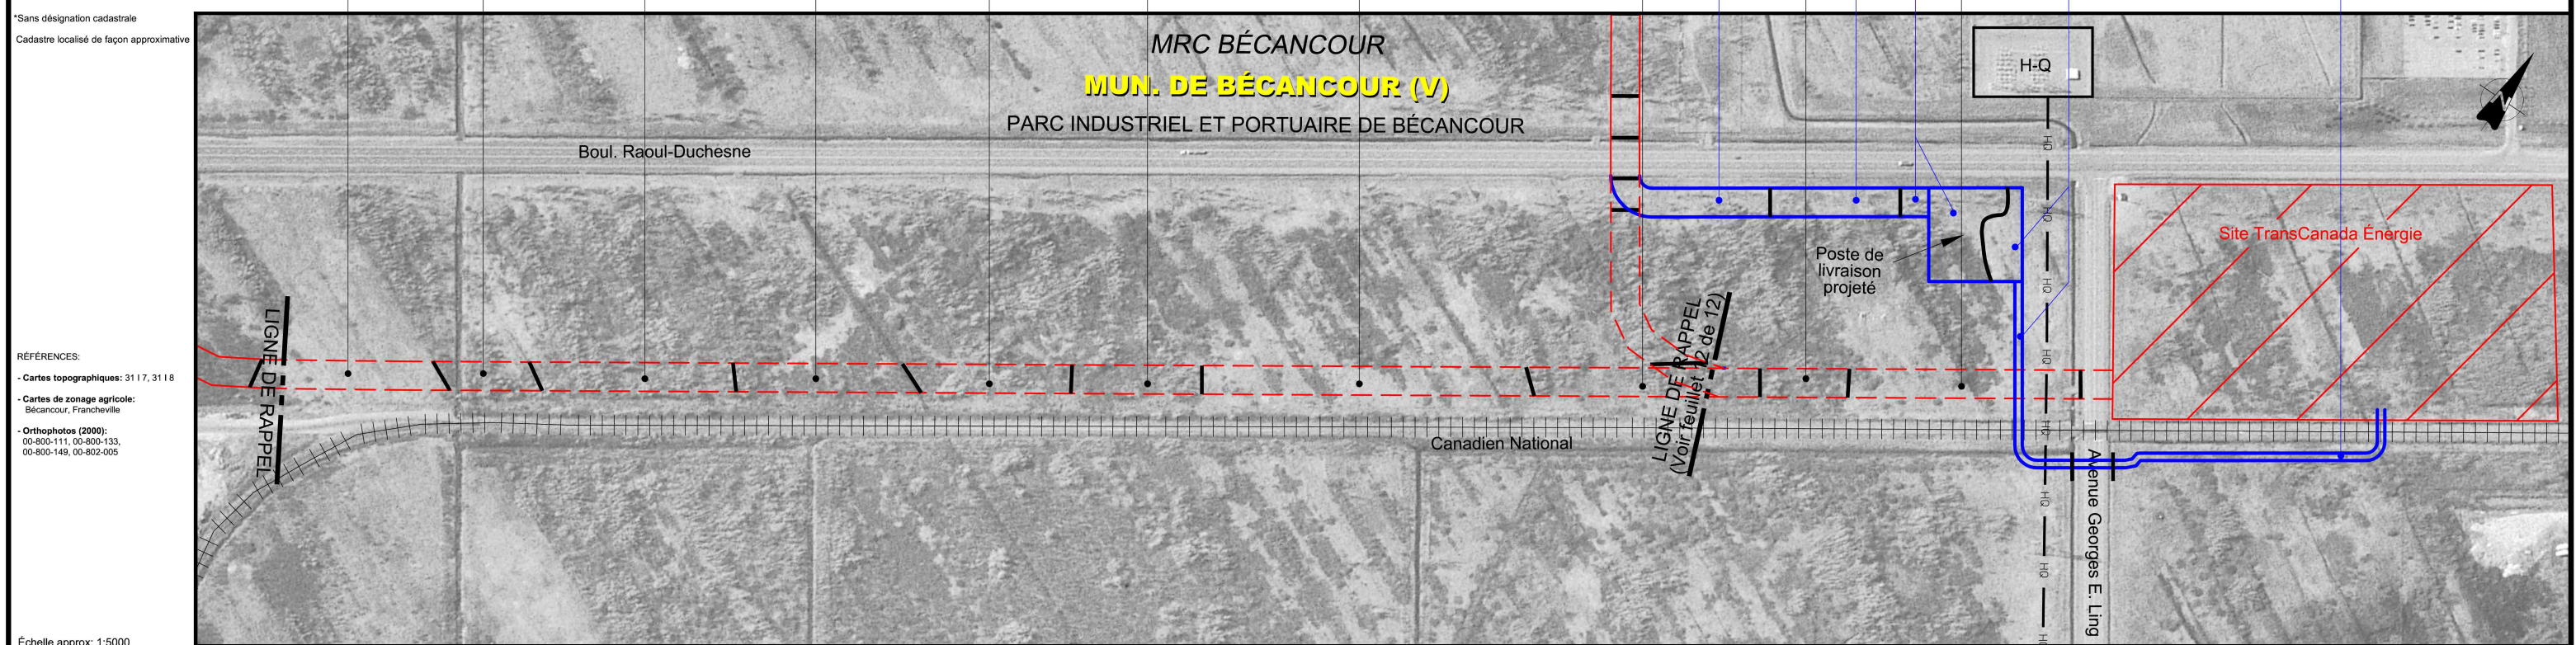 *Sans désignation cadastrale
Cadastre localisé de façon approximative
RÉFÉRENCES:
- Cartes topographiques: 31 I 7, 31 I 8
- Cartes de zonage agricole:
Bécancour, Francheville
- Orthophotos (2000):
00-800-111, 00-800-133,
00-800-149, 00-802-005
Échelle approx: 1:5000
MRC BÉCANCOUR
MUN. DE BÉCANCOUR (V)
PARC INDUSTRIEL ET PORTUAIRE DE BÉCANCOUR
Boul. Raoul-Duchesne
H-Q
N
Site TransCanada Énergie
Poste de
livraison
projeté
LIGNE DE RAPPEL
LIGNE DE RAPPEL
(Voir feuillet 12 de 12)
Canadien National
Avenue Georges E. Ling
HQ
HQ
HQ
HQ
HQ
HQ
HQ
HQ